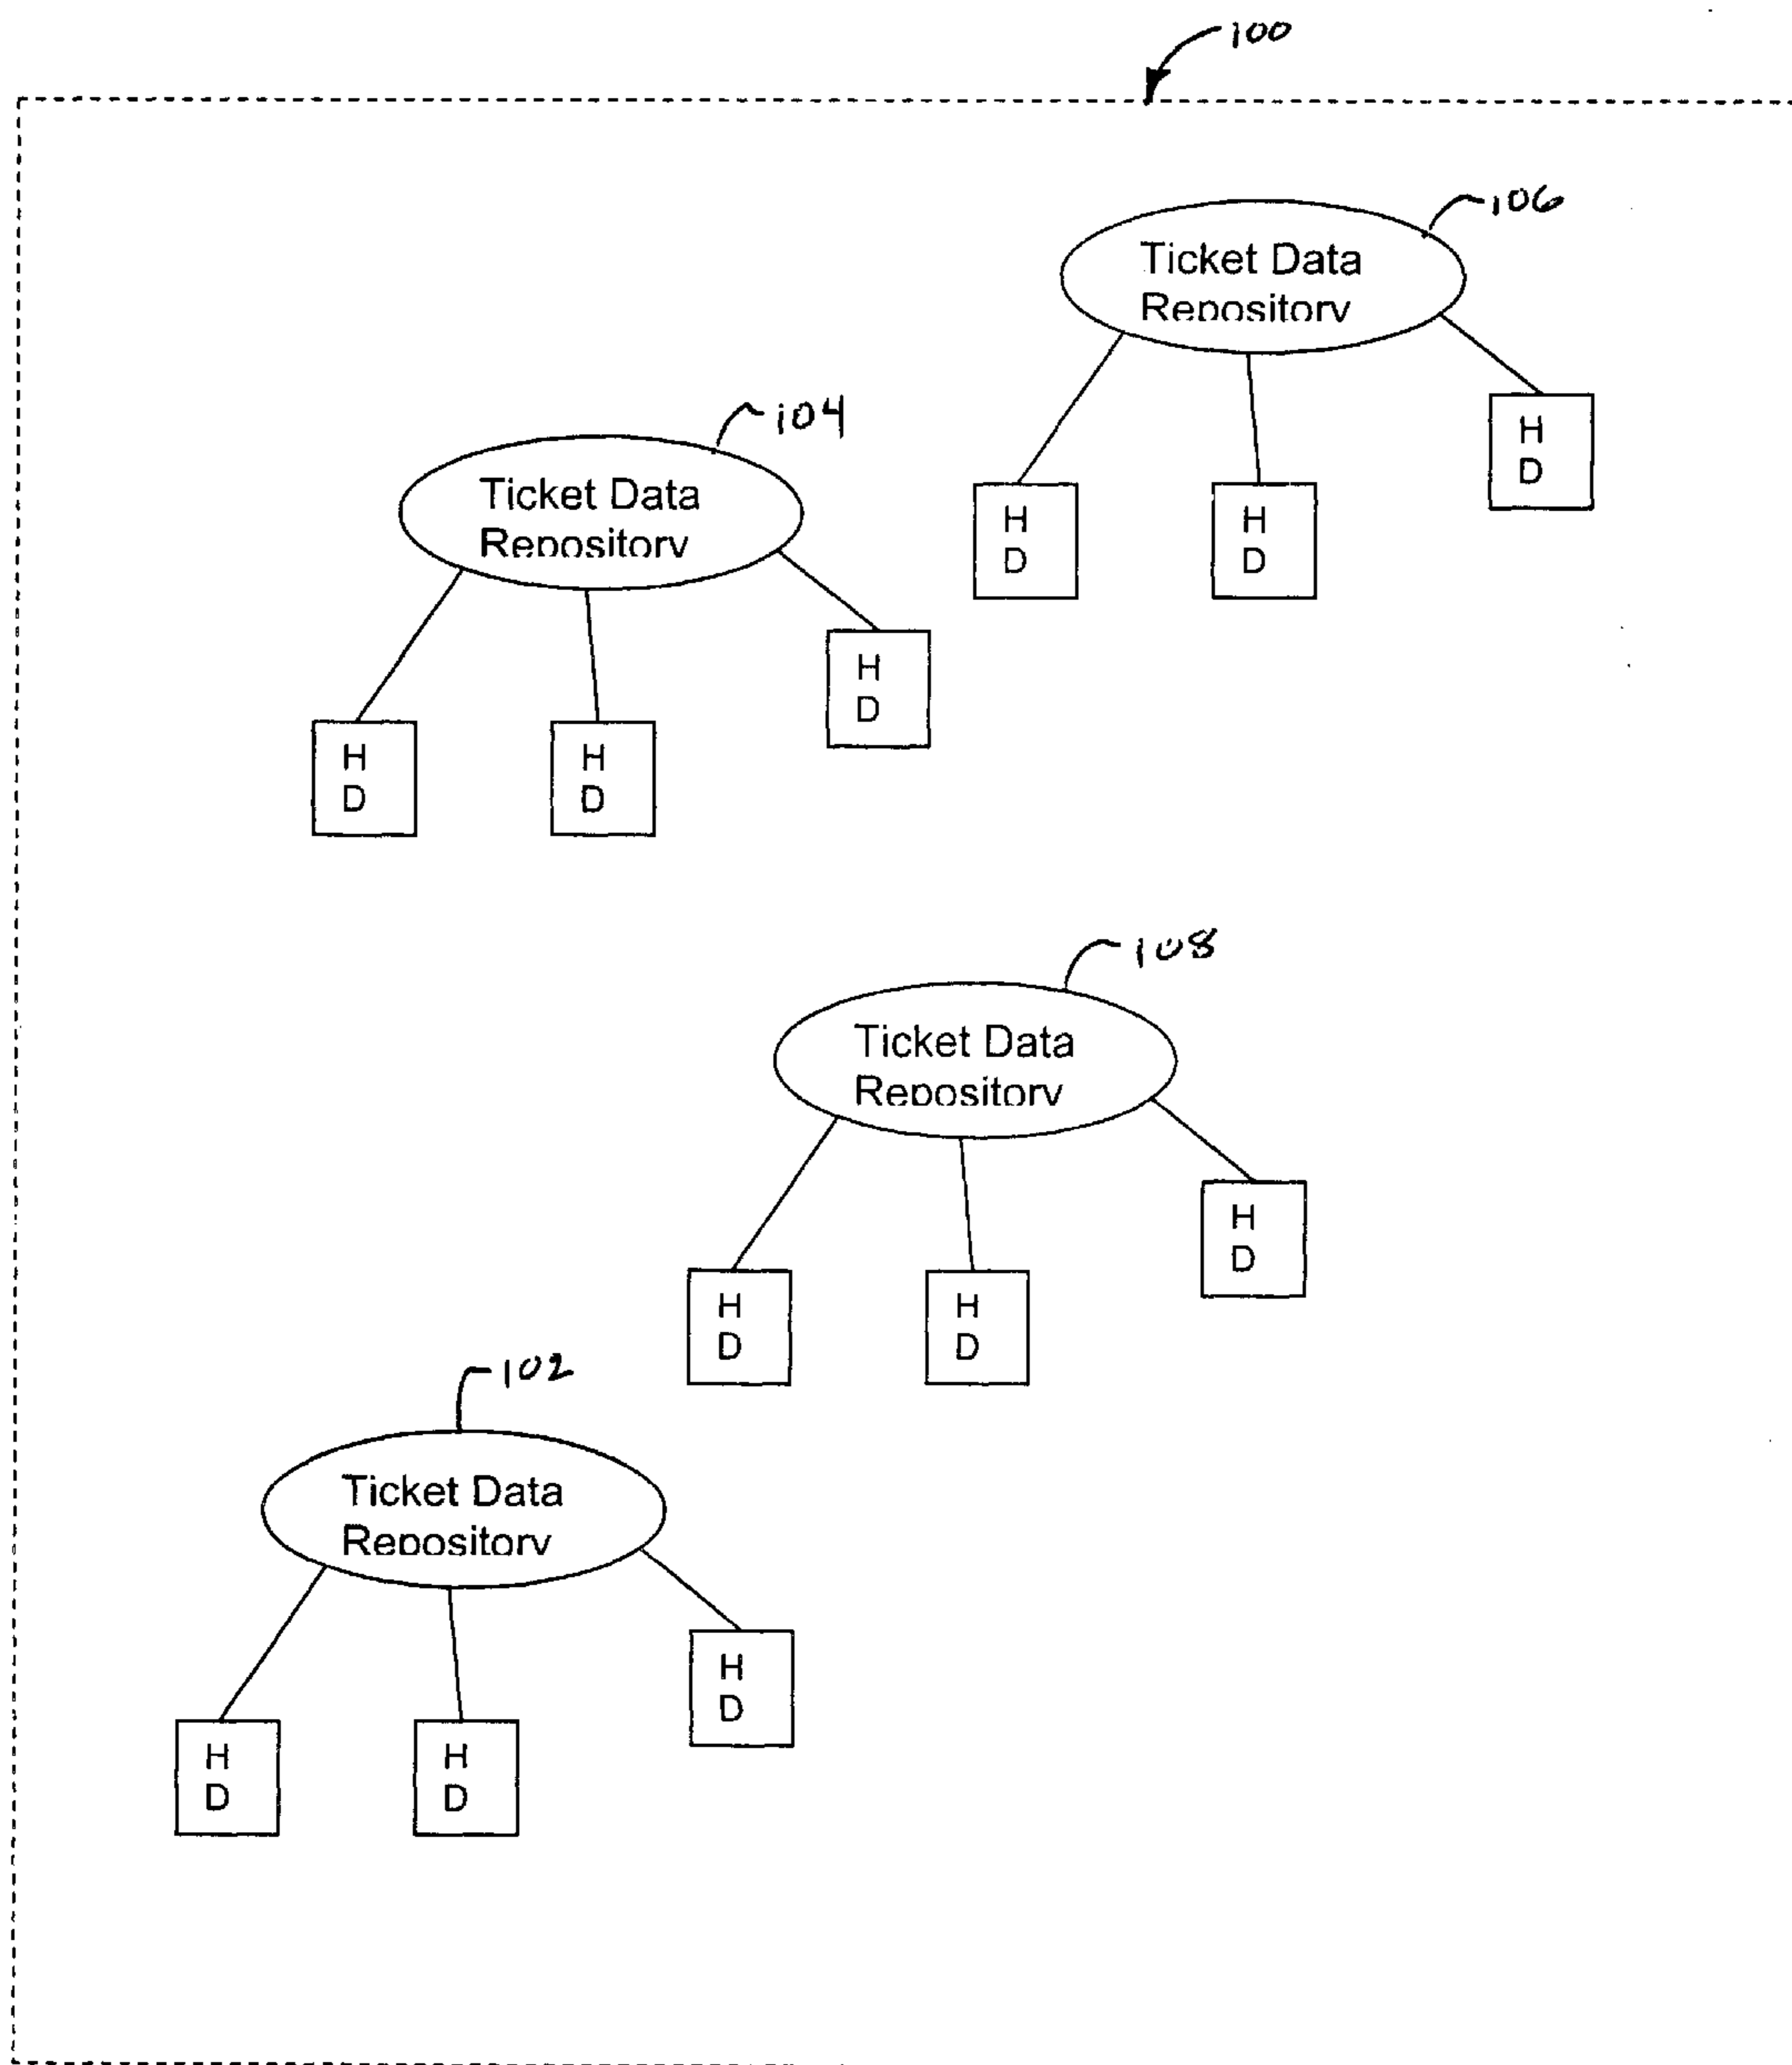 100
106
Ticket Data
Repository
H
D
H
D
H
D
104
Ticket Data
Repository
H
D
H
D
H
D
108
Ticket Data
Repository
H
D
H
D
H
D
102
Ticket Data
Repository
H
D
H
D
H
D